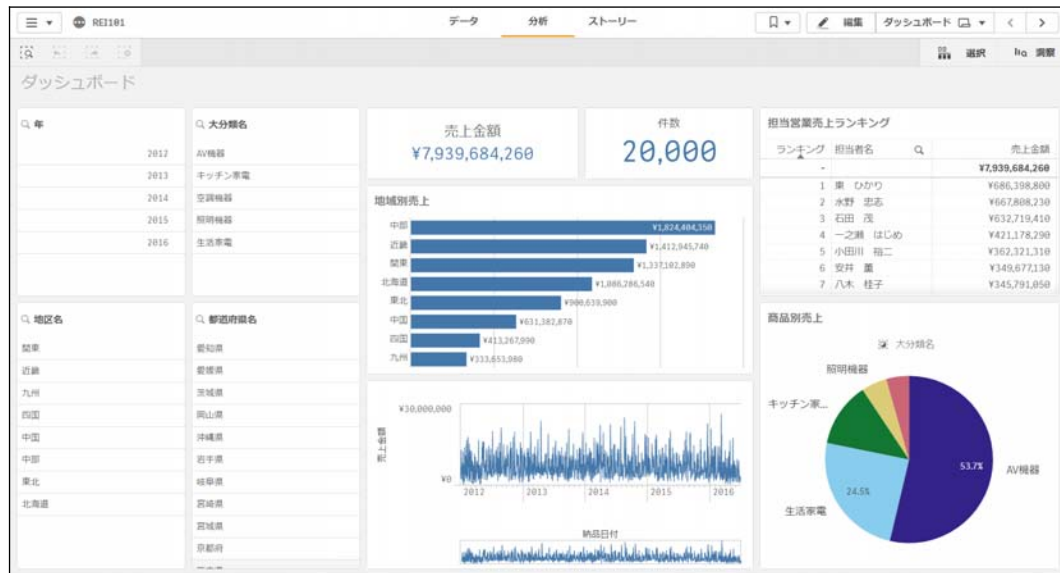 REI101
データ
分析
ストーリー
編集
ダッシュボード
選択
洞察
ダッシュボード
年
2012
2013
2014
2015
2016
大分類名
AV機器
キッチン家電
空調機器
照明機器
生活家電
売上金額
¥7,939,684,260
件数
20,000
担当営業売上ランキング
ランキング 担当者名 売上金額
- ¥7,939,684,260
1 東 ひかり ¥686,398,800
2 水野 忠志 ¥667,808,230
3 石田 茂 ¥632,719,410
4 一之瀬 はじめ ¥421,178,290
5 小田川 裕二 ¥362,321,310
6 安井 薫 ¥349,677,130
7 八木 桂子 ¥345,791,050
地域別売上
中部 ¥1,824,404,350
近畿 ¥1,412,945,740
関東 ¥1,337,102,890
北海道 ¥1,086,286,540
東北 ¥900,639,900
中国 ¥631,382,870
四国 ¥413,267,990
九州 ¥333,653,980
地区名
関東
近畿
九州
四国
中国
中部
東北
北海道
都道府県名
愛知県
愛媛県
茨城県
岡山県
沖縄県
岩手県
岐阜県
宮崎県
宮城県
京都府
売上金額
¥30,000,000
¥0
2012 2013 2014 2015 2016
納品日付
商品別売上
大分類名
照明機器
キッチン家...
生活家電
AV機器
53.7%
24.5%